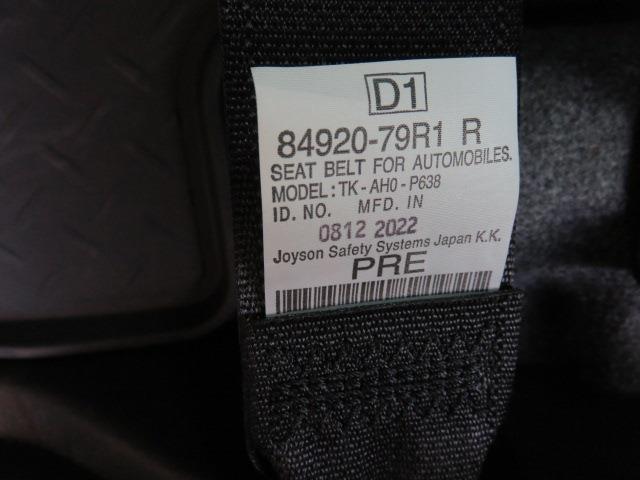 D1
84920-79R1 R
SEAT BELT FOR AUTOMOBILES.
MODEL:TK-AH0-P638
ID. NO. MFD. IN
0812 2022
Joyson Safety Systems Japan K.K.
PRE